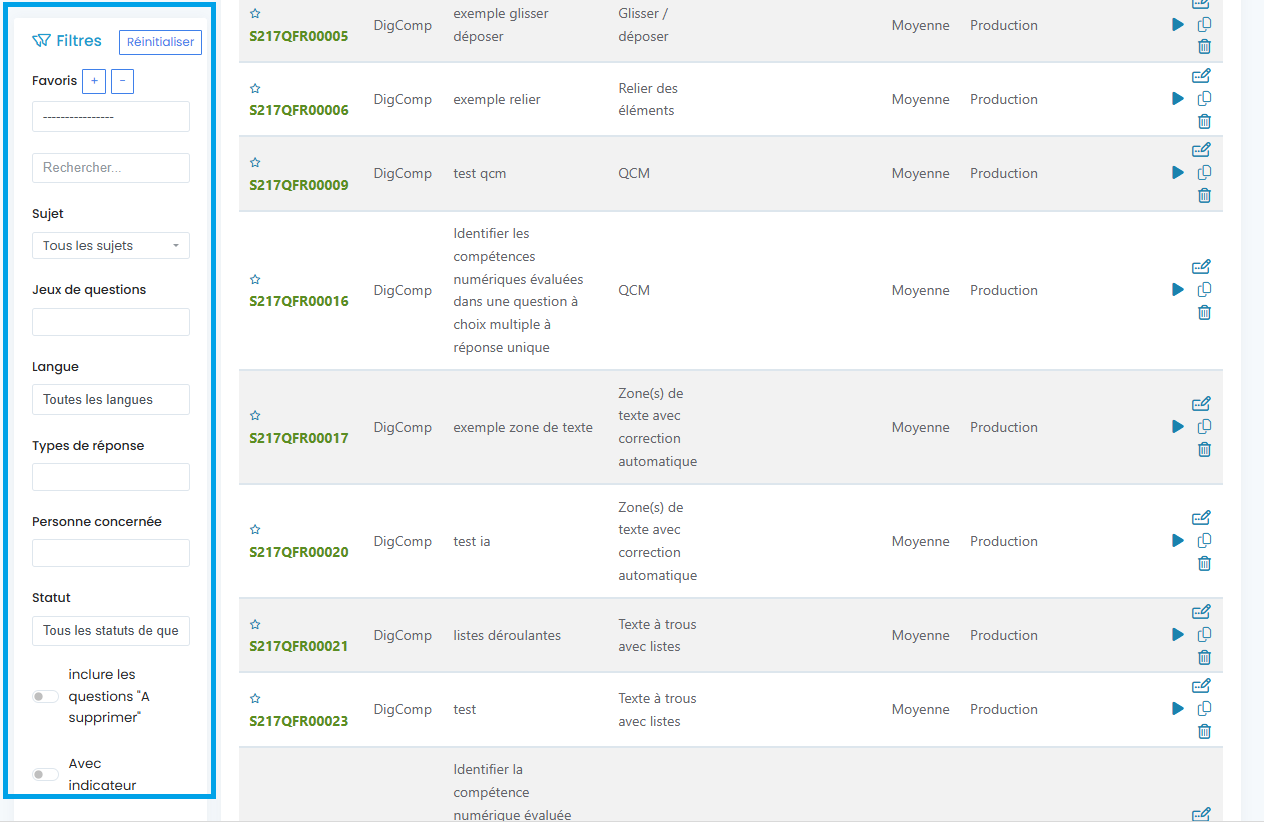 Filtres
Réinitialiser
Favoris + -
----------------
Rechercher...
Sujet
Tous les sujets
Jeux de questions
Langue
Toutes les langues
Types de réponse
Personne concernée
Statut
Tous les statuts de que
inclure les
questions "A
supprimer"
Avec
indicateur
S217QFR00005
DigComp
exemple glisser
déposer
Glisser /
déposer
Moyenne
Production
S217QFR00006
DigComp
exemple relier
Relier des
éléments
Moyenne
Production
S217QFR00009
DigComp
test qcm
QCM
Moyenne
Production
S217QFR00016
DigComp
Identifier les
compétences
numériques évaluées
dans une question à
choix multiple à
réponse unique
QCM
Moyenne
Production
S217QFR00017
DigComp
exemple zone de texte
Zone(s) de
texte avec
correction
automatique
Moyenne
Production
S217QFR00020
DigComp
test ia
Zone(s) de
texte avec
correction
automatique
Moyenne
Production
S217QFR00021
DigComp
listes déroulantes
Texte à trous
avec listes
Moyenne
Production
S217QFR00023
DigComp
test
Texte à trous
avec listes
Moyenne
Production
Identifier la
compétence
numérique évaluée